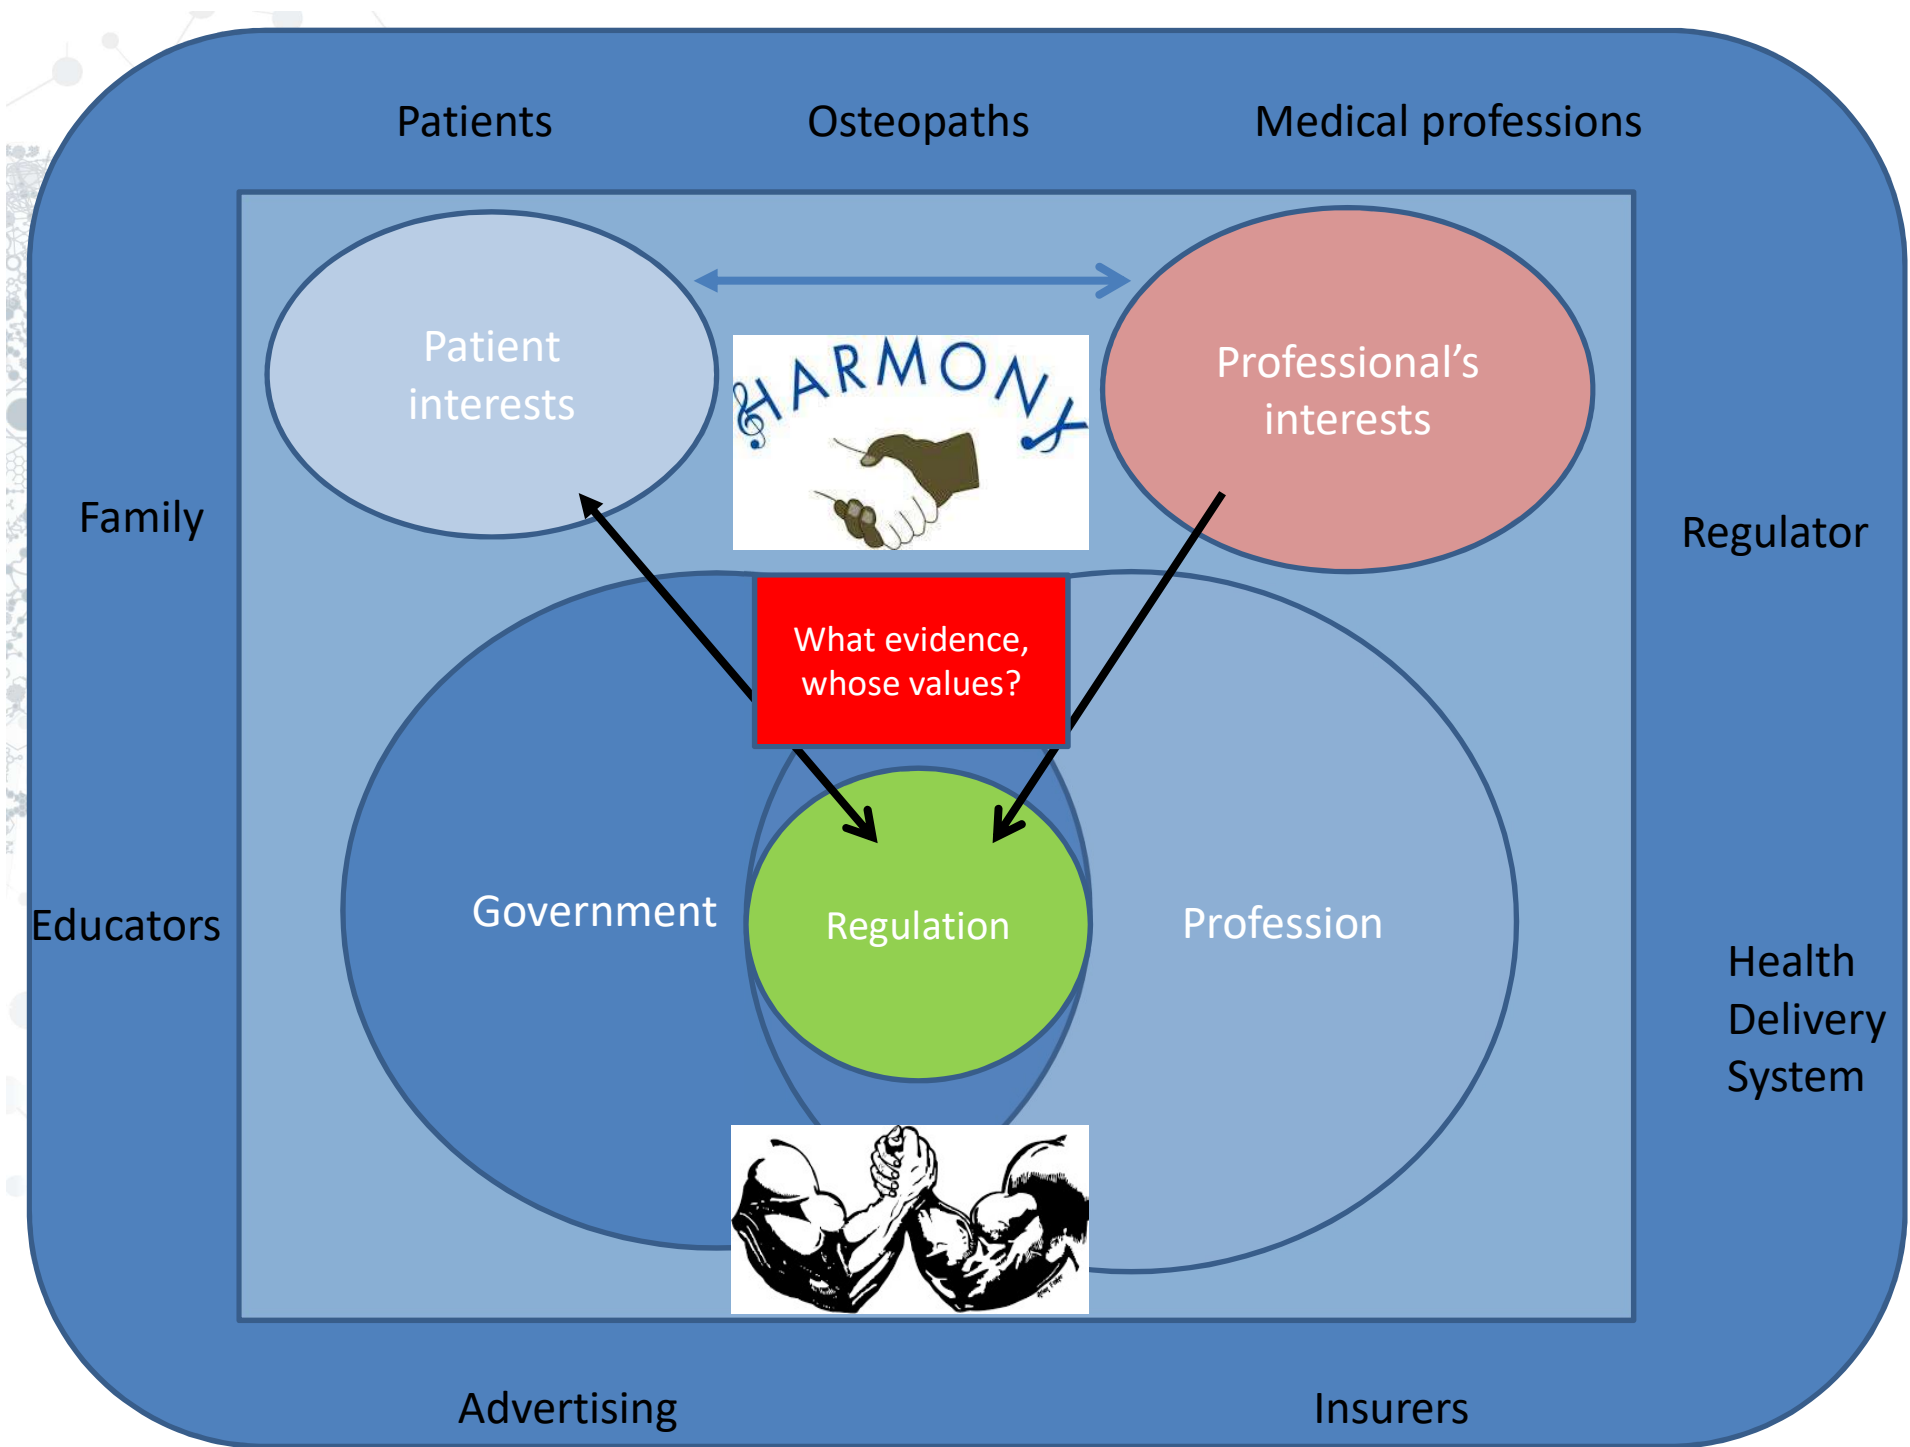 Patients
Osteopaths
Medical professions
Patient
interests
HARMONY
Professional’s
interests
Family
Regulator
What evidence,
whose values?
Government
Regulation
Profession
Educators
Health
Delivery
System
Advertising
Insurers